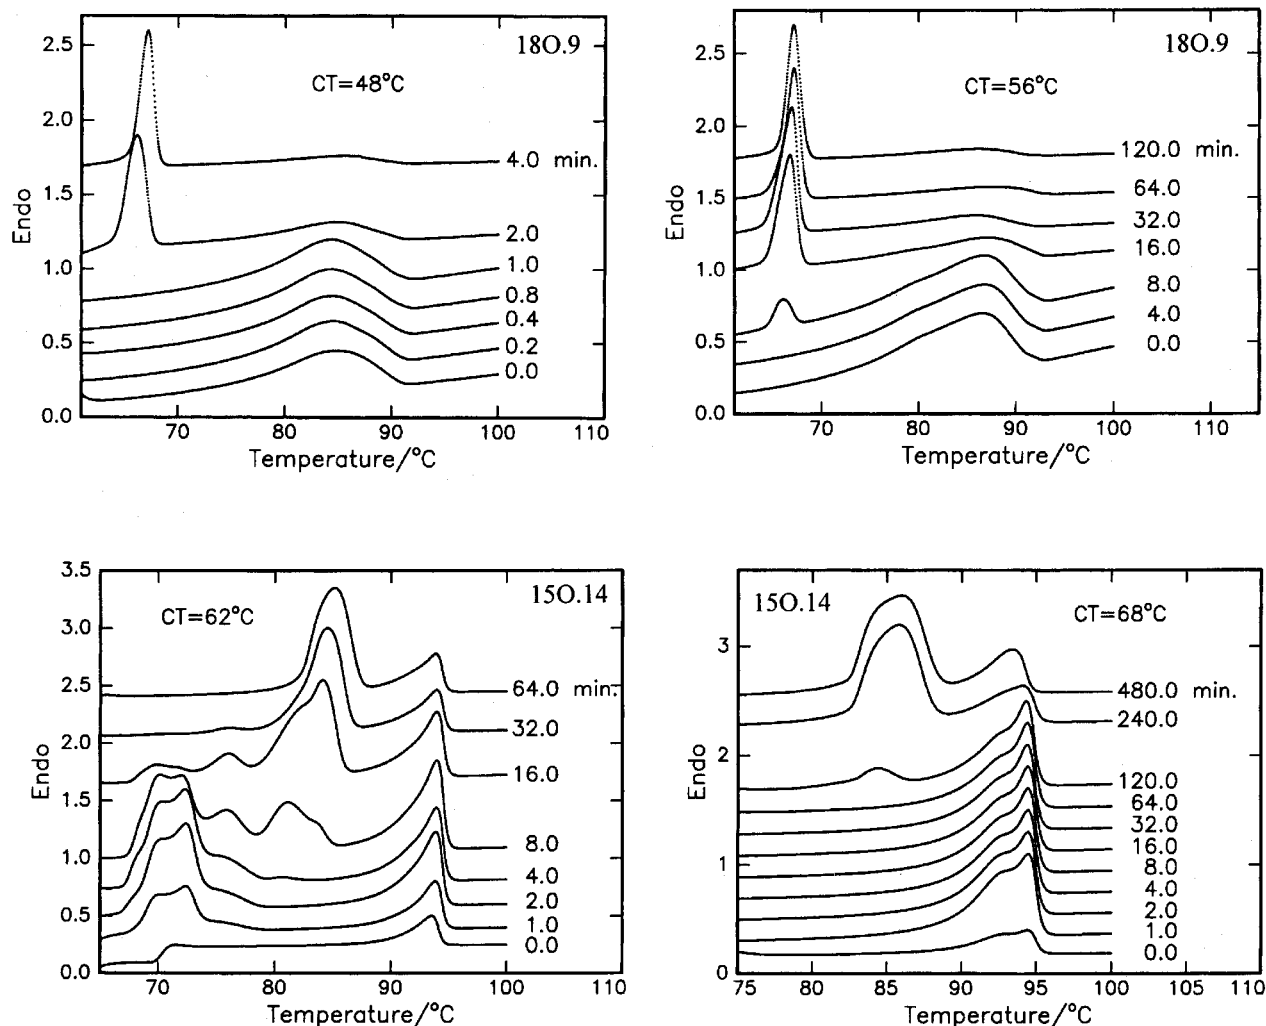 18O.9
CT=48°C
2.5
2.0
1.5
1.0
0.5
0.0
Endo
4.0 min.
2.0
1.0
0.8
0.4
0.2
0.0
70 80 90 100 110
Temperature/°C
18O.9
CT=56°C
2.5
2.0
1.5
1.0
0.5
0.0
Endo
120.0 min.
64.0
32.0
16.0
8.0
4.0
0.0
70 80 90 100 110 115
Temperature/°C
15O.14
CT=62°C
3.5
3.0
2.5
2.0
1.5
1.0
0.5
0.0
Endo
64.0 min.
32.0
16.0
8.0
4.0
2.0
1.0
0.0
70 80 90 100 110
Temperature/°C
15O.14
CT=68°C
3
2
1
0
Endo
480.0 min.
240.0
120.0
64.0
32.0
16.0
8.0
4.0
2.0
1.0
0.0
75 80 85 90 95 100 105 110
Temperature/°C